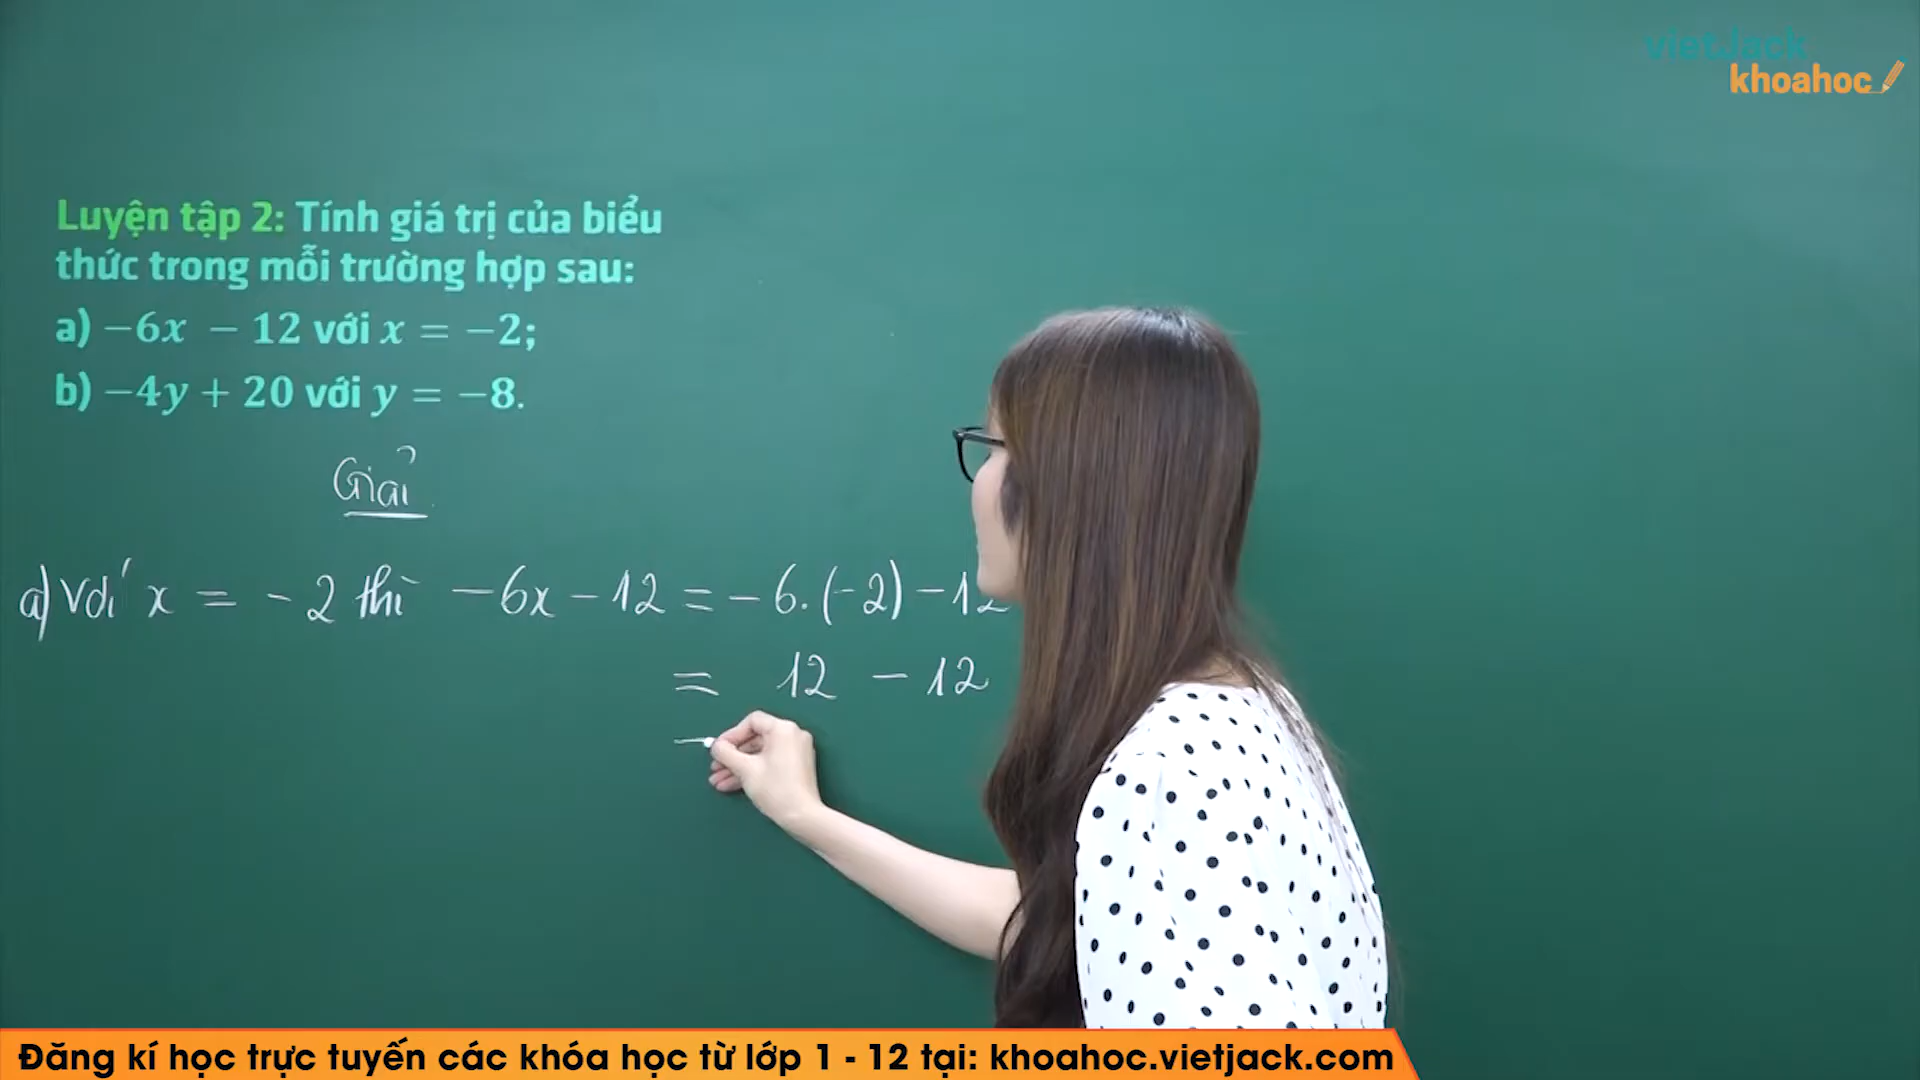 vietJack
khoahoc
Luyện tập 2: Tính giá trị của biểu
thức trong mỗi trường hợp sau:
a) −6x − 12 với x = −2;
b) −4y + 20 với y = −8.
Giải
a) Với x = -2 thì -6x - 12 = -6.(-2) - 12
= 12 - 12
Đăng kí học trực tuyến các khóa học từ lớp 1 - 12 tại: khoahoc.vietjack.com